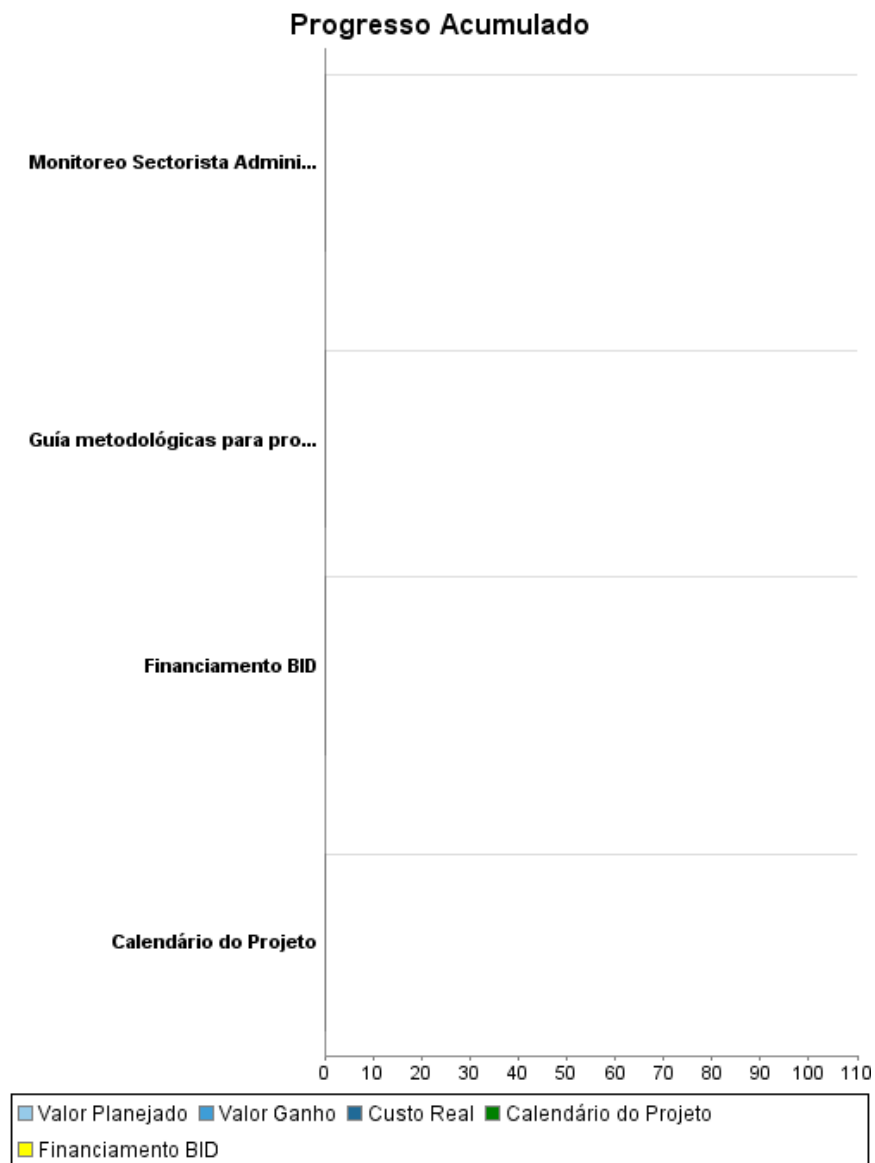 Progresso Acumulado
Monitoreo Sectorista Admini...
Guía metodológicas para pro...
Financiamento BID
Calendário do Projeto
0 10 20 30 40 50 60 70 80 90 100 110
Valor Planejado Valor Ganho Custo Real Calendário do Projeto
Financiamento BID